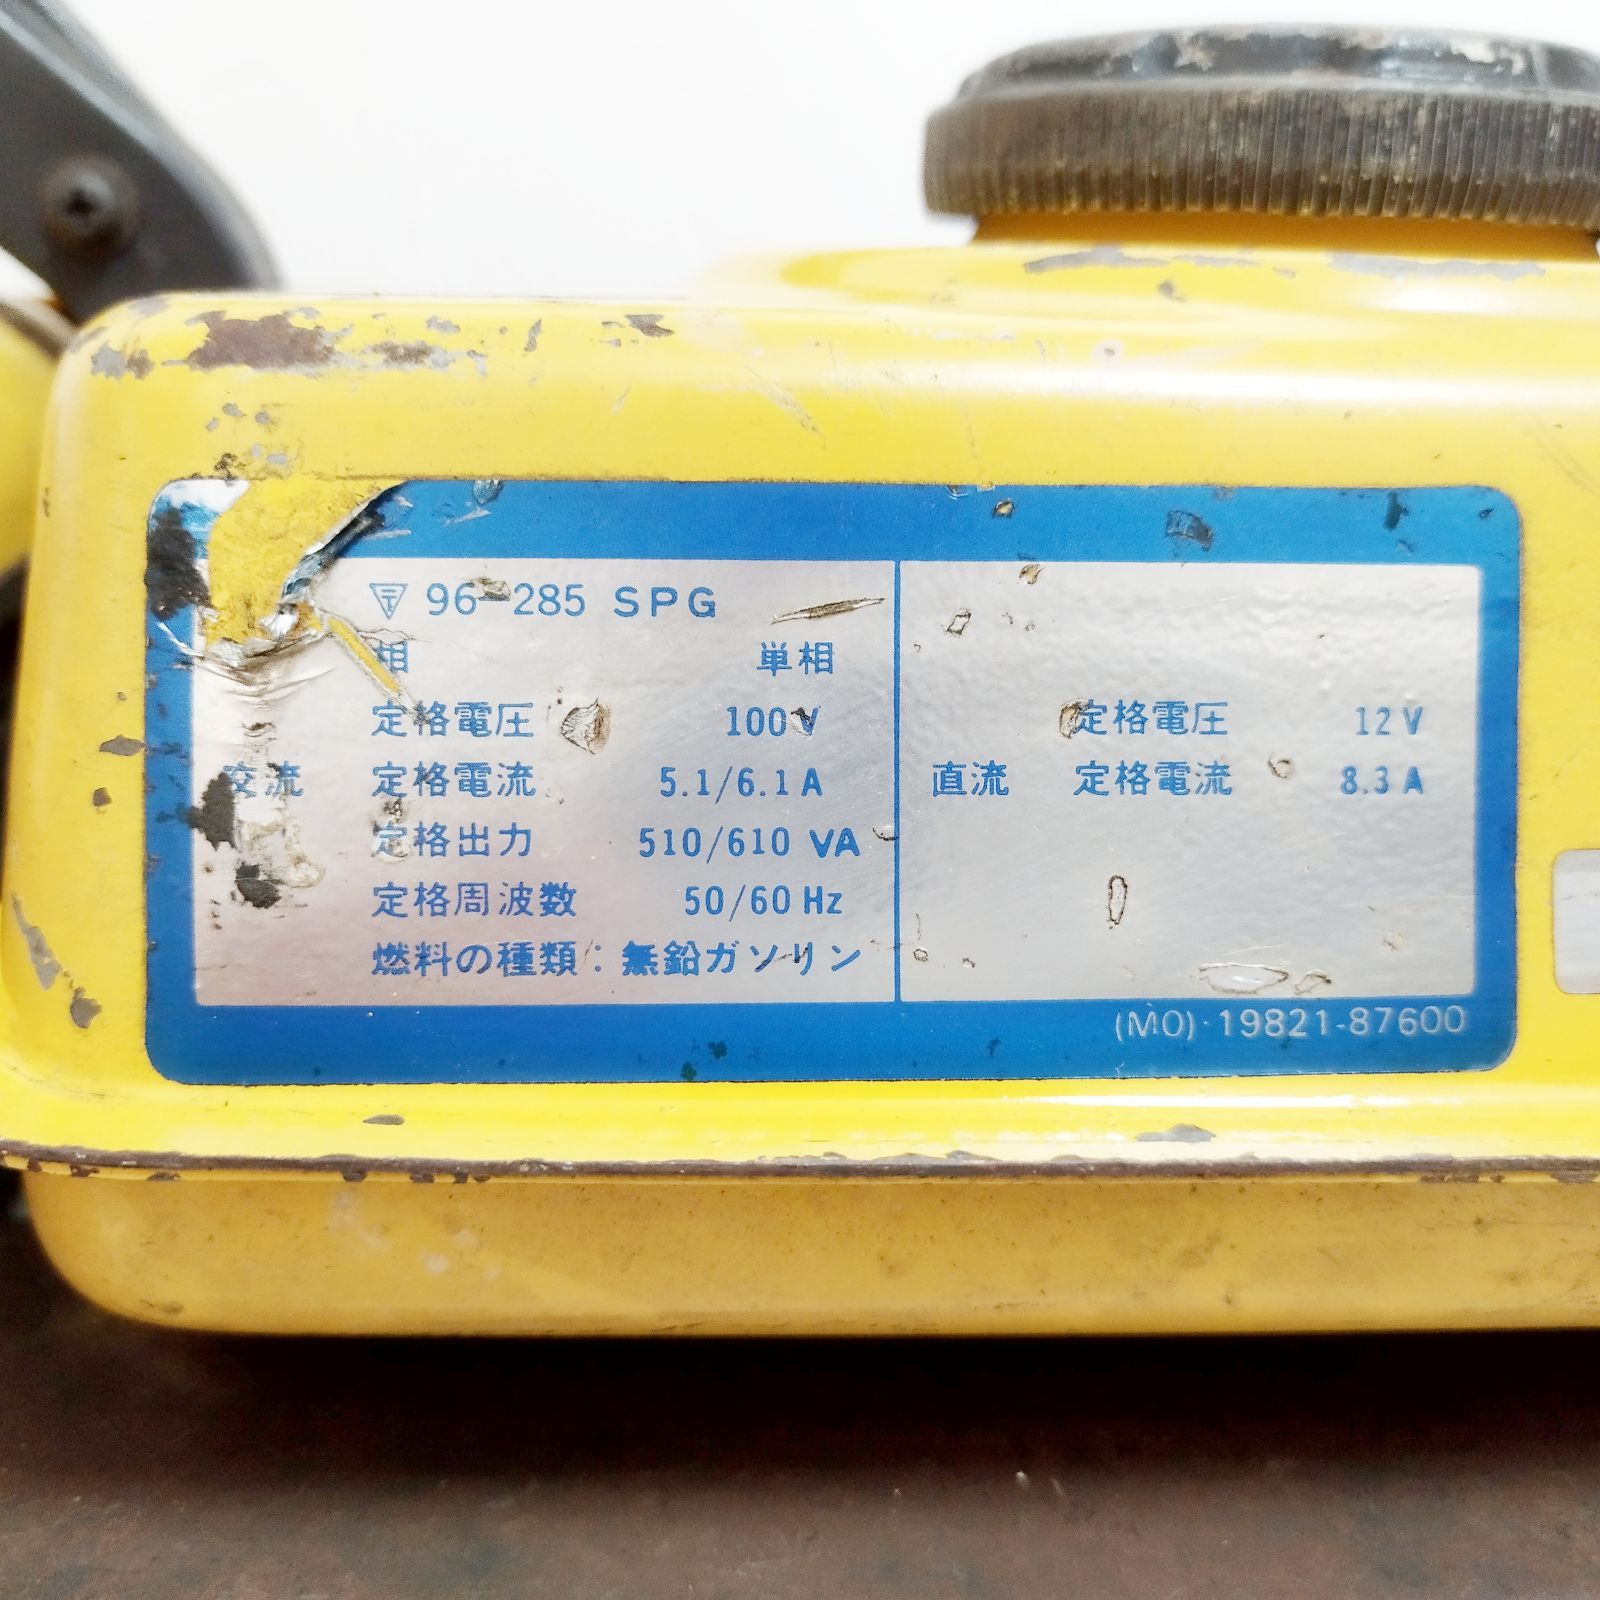 96-285 SPG
相 単相
定格電圧 100V
交流 定格電流 5.1/6.1A
定格出力 510/610 VA
定格周波数 50/60 Hz
燃料の種類：無鉛ガソリン
定格電圧 12V
直流 定格電流 8.3A
(MO)·19821-87600